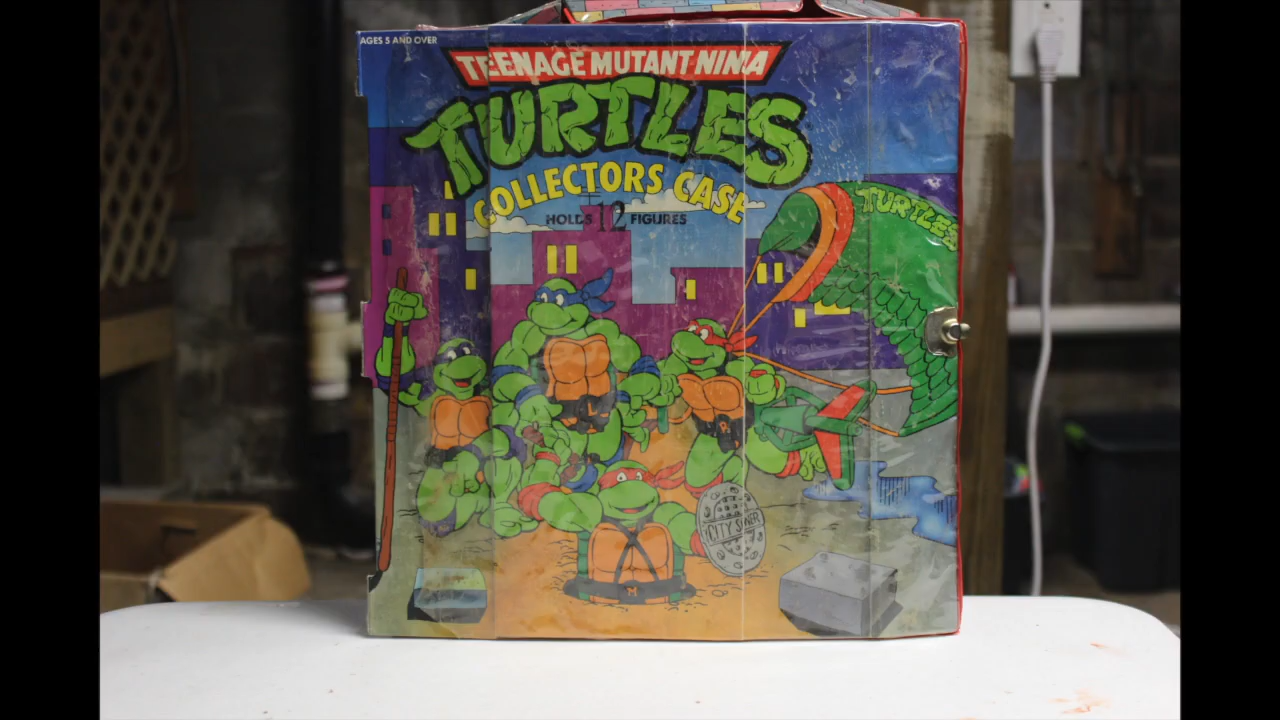 AGES 5 AND OVER
TEENAGE MUTANT NINJA
TURTLES
COLLECTORS CASE
HOLDS 12 FIGURES
TURTLES
L
R
CITY SEWER
M